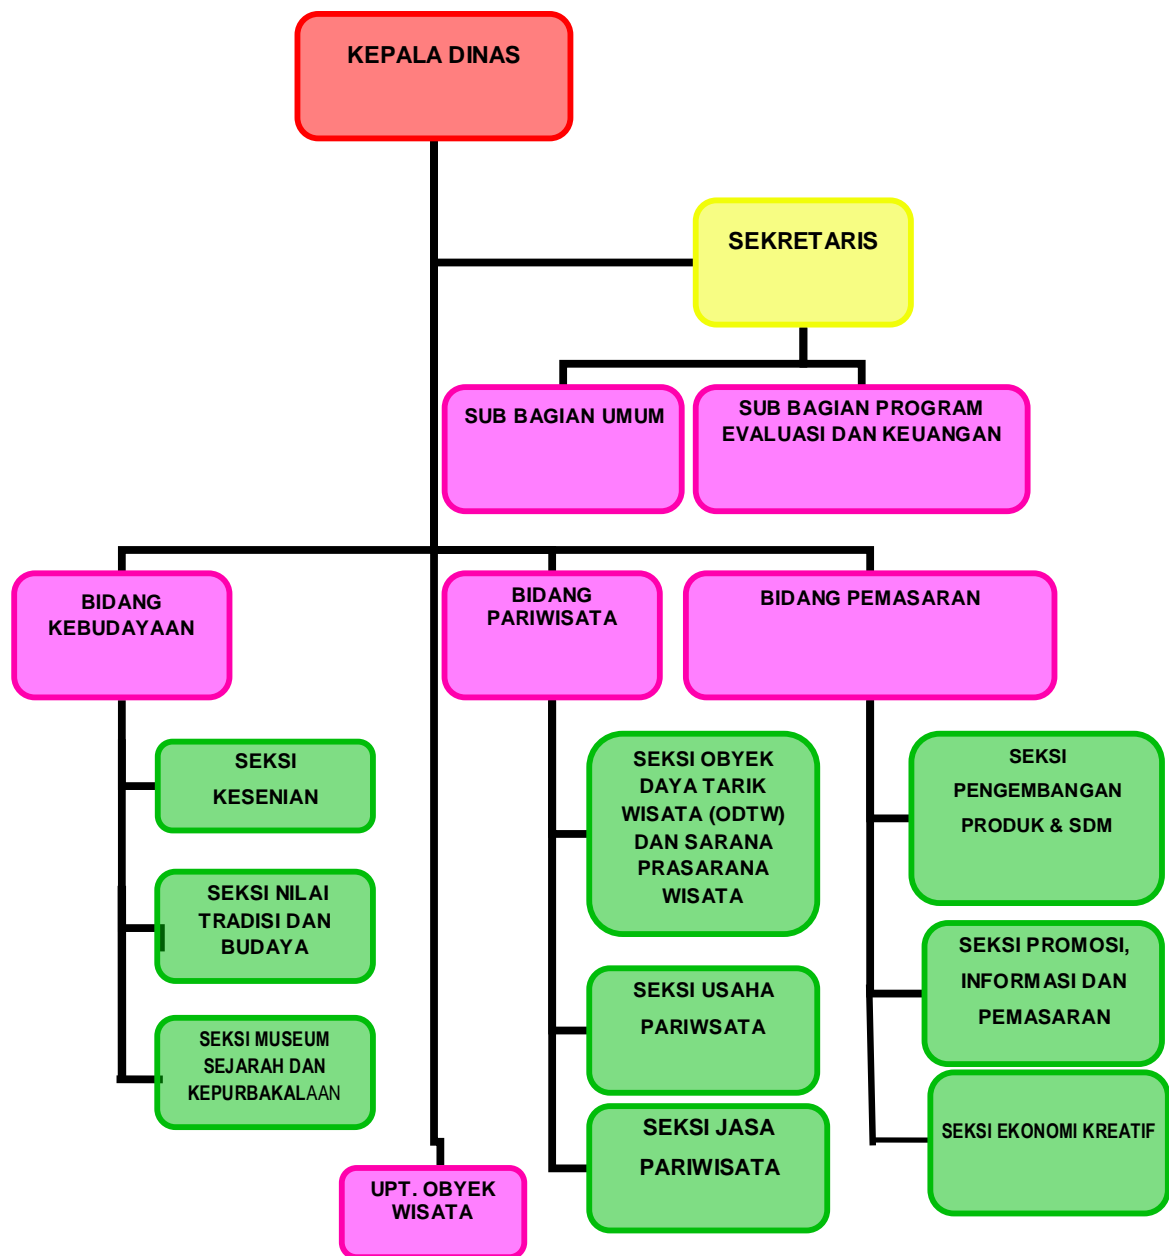 KEPALA DINAS
SEKRETARIS
SUB BAGIAN UMUM
SUB BAGIAN PROGRAM
EVALUASI DAN KEUANGAN
BIDANG
KEBUDAYAAN
BIDANG
PARIWISATA
BIDANG PEMASARAN
SEKSI
KESENIAN
SEKSI NILAI
TRADISI DAN
BUDAYA
SEKSI MUSEUM
SEJARAH DAN
KEPURBAKALAAN
SEKSI OBYEK
DAYA TARIK
WISATA (ODTW)
DAN SARANA
PRASARANA
WISATA
SEKSI USAHA
PARIWSATA
SEKSI JASA
PARIWISATA
SEKSI
PENGEMBANGAN
PRODUK & SDM
SEKSI PROMOSI,
INFORMASI DAN
PEMASARAN
SEKSI EKONOMI KREATIF
UPT. OBYEK
WISATA